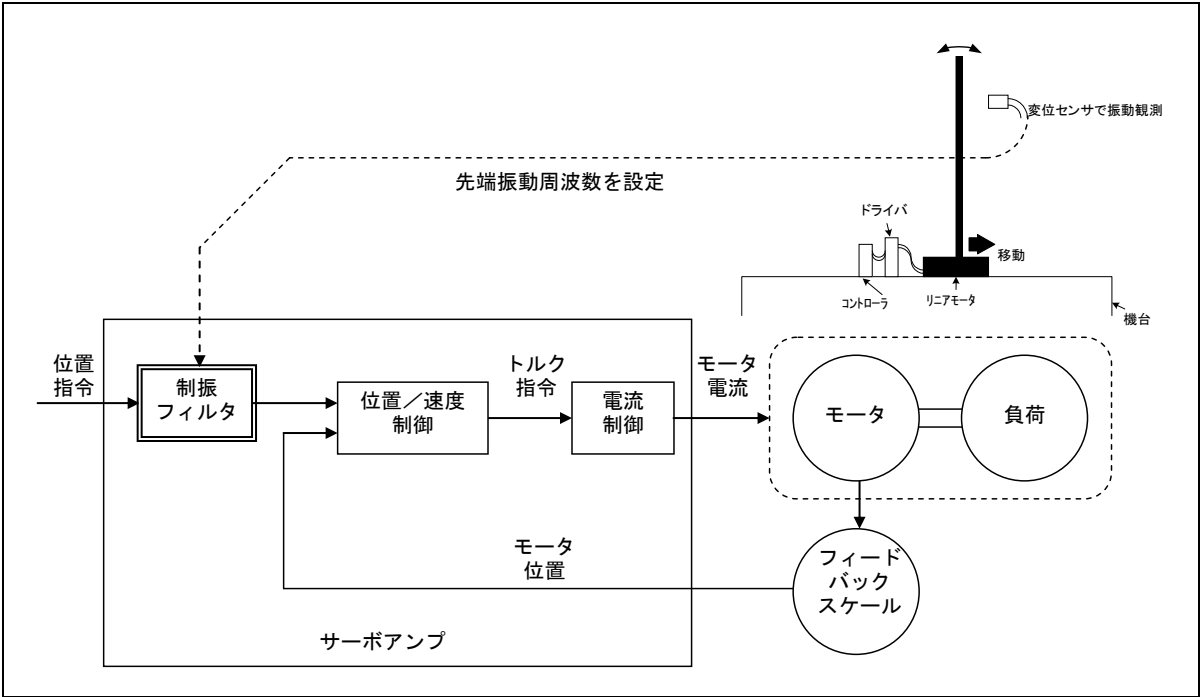 変位センサで振動観測
先端振動周波数を設定
ドライバ
移動
コントローラ
リニアモータ
機台
位置
指令
制振
フィルタ
位置／速度
制御
トルク
指令
電流
制御
モータ
電流
モータ
負荷
モータ
位置
フィード
バック
スケール
サーボアンプ